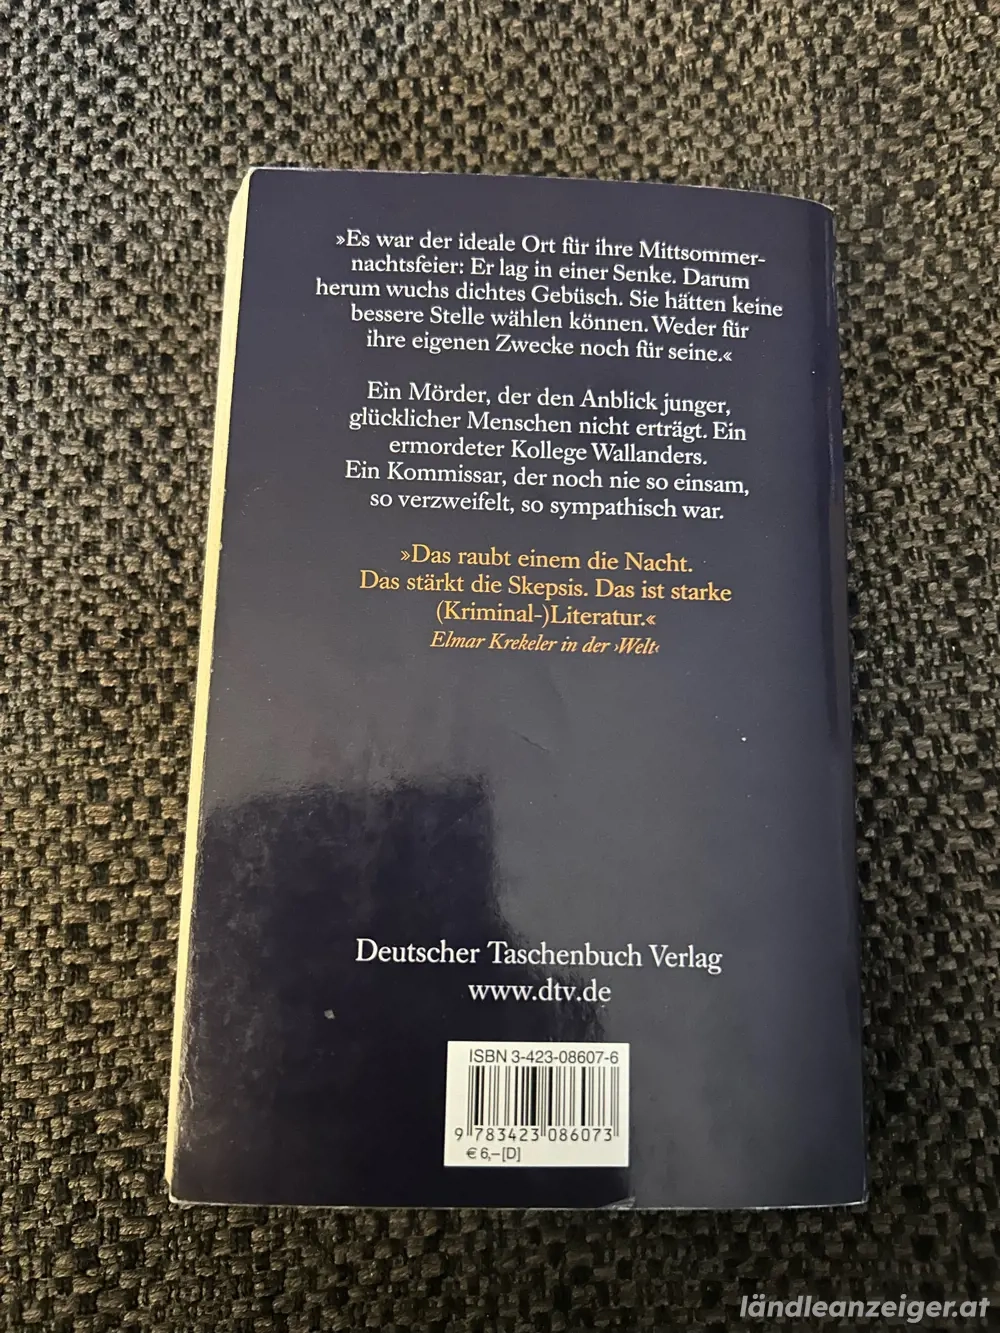 »Es war der ideale Ort für ihre Mittsommer-
nachtsfeier: Er lag in einer Senke. Darum
herum wuchs dichtes Gebüsch. Sie hätten keine
bessere Stelle wählen können. Weder für
ihre eigenen Zwecke noch für seine.«
Ein Mörder, der den Anblick junger,
glücklicher Menschen nicht erträgt. Ein
ermordeter Kollege Wallanders.
Ein Kommissar, der noch nie so einsam,
so verzweifelt, so sympathisch war.
»Das raubt einem die Nacht.
Das stärkt die Skepsis. Das ist starke
(Kriminal-)Literatur.«
Elmar Krekeler in der ›Welt‹
Deutscher Taschenbuch Verlag
www.dtv.de
ISBN 3-423-08607-6
9 783423 086073
€ 6,– [D]
ländleanzeiger.at